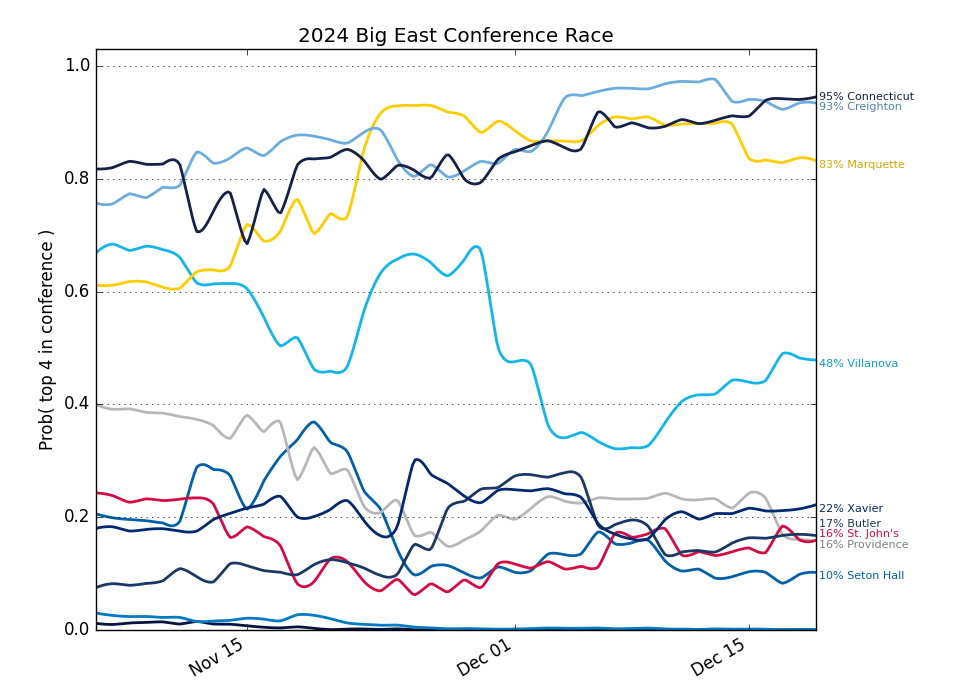 2024 Big East Conference Race
Prob( top 4 in conference )
1.0
0.8
0.6
0.4
0.2
0.0
Nov 15
Dec 01
Dec 15
95% Connecticut
93% Creighton
83% Marquette
48% Villanova
22% Xavier
17% Butler
16% St. John's
16% Providence
10% Seton Hall